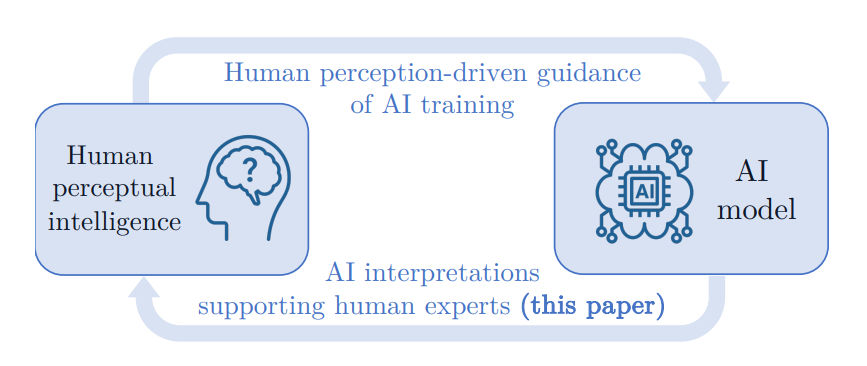 Human perception-driven guidance
of AI training
Human
perceptual
intelligence
?
AI
AI
model
AI interpretations
supporting human experts (this paper)